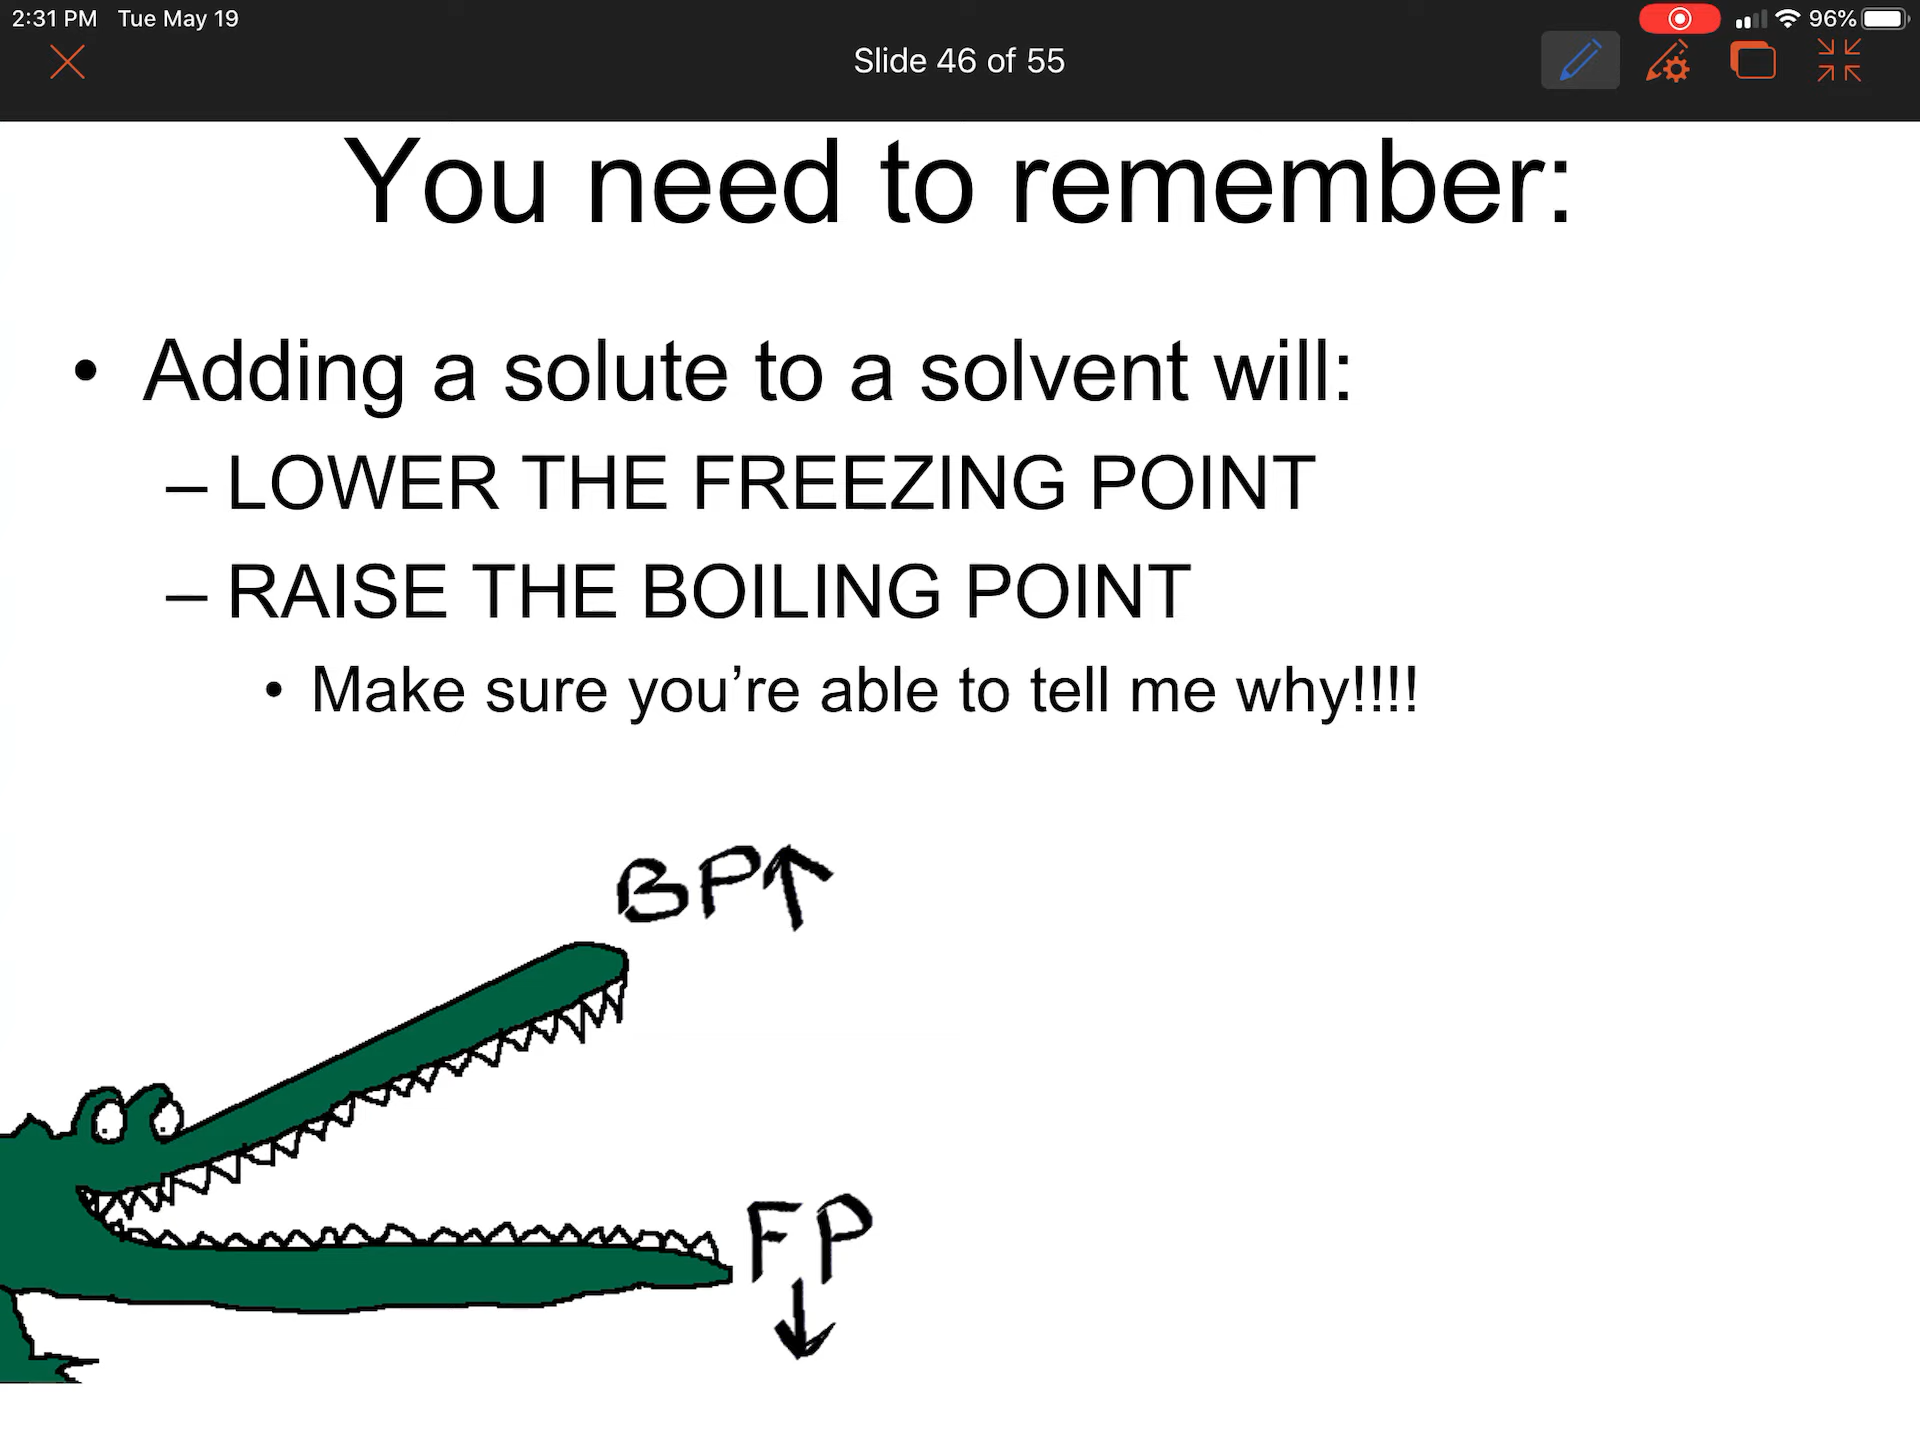 2:31 PM Tue May 19
96%
Slide 46 of 55
You need to remember:
• Adding a solute to a solvent will:
– LOWER THE FREEZING POINT
– RAISE THE BOILING POINT
• Make sure you’re able to tell me why!!!!
BP↑
FP
↓